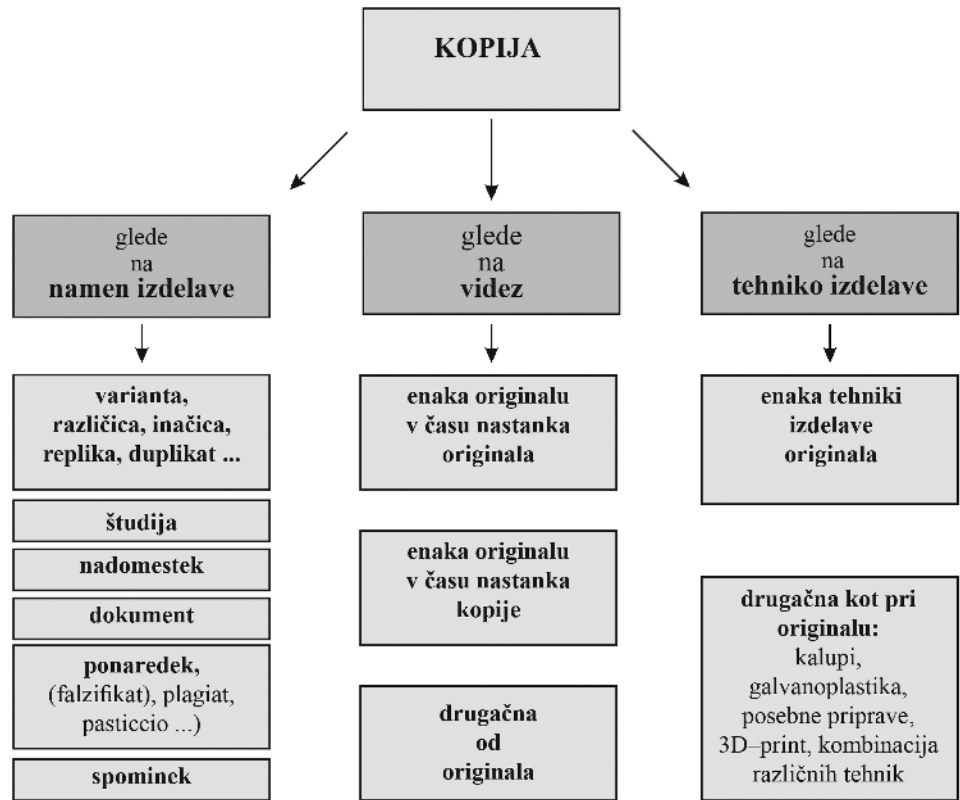 KOPIJA
glede
na
namen izdelave
varianta,
različica, inačica,
replika, duplikat ...
študija
nadomestek
dokument
ponaredek,
(falzifikat), plagiat,
pasticcio ...)
spominek
glede
na
videz
enaka originalu
v času nastanka
originala
enaka originalu
v času nastanka
kopije
drugačna
od
originala
glede
na
tehniko izdelave
enaka tehniki
izdelave
originala
drugačna kot pri
originalu:
kalupi,
galvanoplastika,
posebne priprave,
3D–print, kombinacija
različnih tehnik